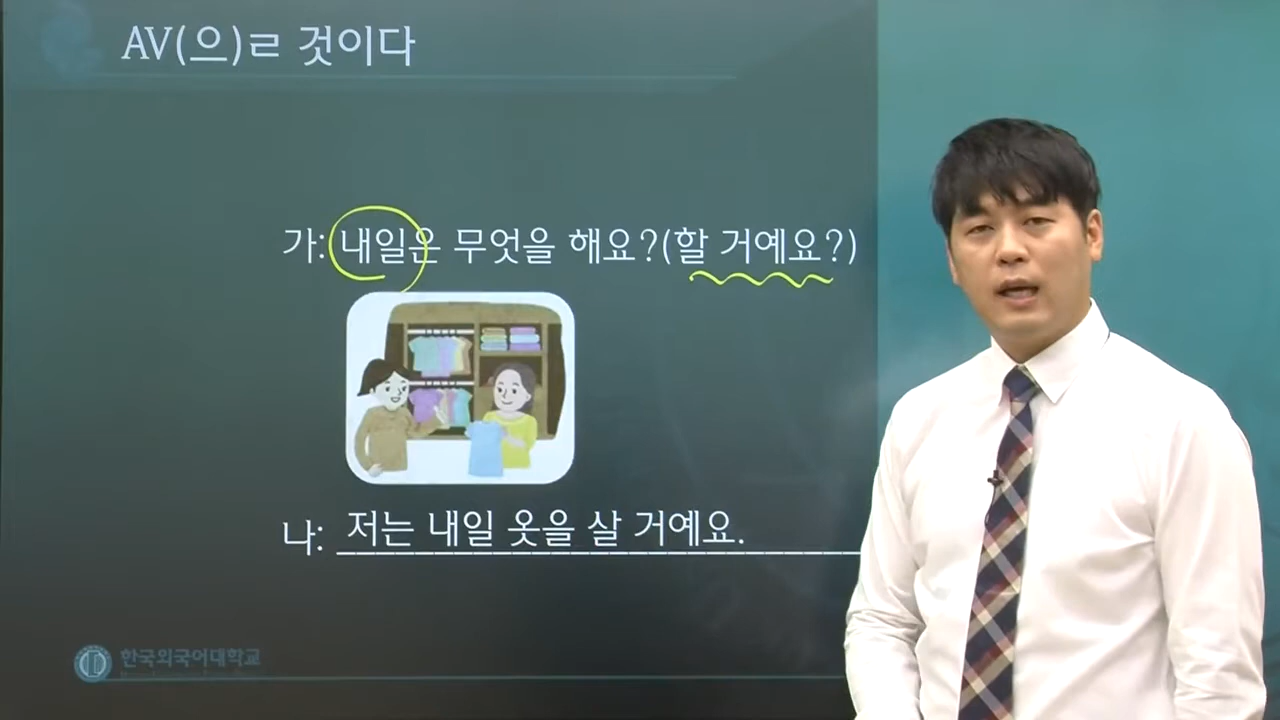 AV(으)ㄹ 것이다
가: 내일은 무엇을 해요?(할 거예요?)
나: 저는 내일 옷을 살 거예요.
한국외국어대학교